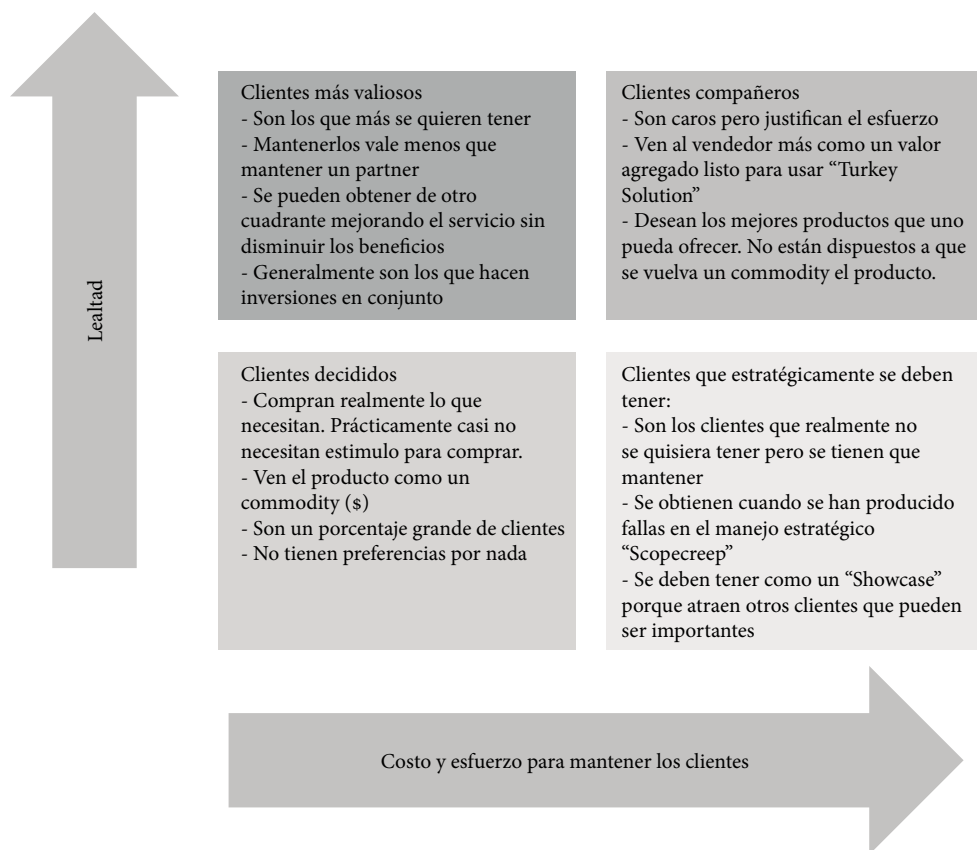 Clientes más valiosos
- Son los que más se quieren tener
- Mantenerlos vale menos que
mantener un partner
- Se pueden obtener de otro
cuadrante mejorando el servicio sin
disminuir los beneficios
- Generalmente son los que hacen
inversiones en conjunto
Clientes compañeros
- Son caros pero justifican el esfuerzo
- Ven al vendedor más como un valor
agregado listo para usar “Turkey
Solution”
- Desean los mejores productos que uno
pueda ofrecer. No están dispuestos a que
se vuelva un commodity el producto.
Lealtad
Clientes decididos
- Compran realmente lo que
necesitan. Prácticamente casi no
necesitan estimulo para comprar.
- Ven el producto como un
commodity ($)
- Son un porcentaje grande de clientes
- No tienen preferencias por nada
Clientes que estratégicamente se deben
tener:
- Son los clientes que realmente no
se quisiera tener pero se tienen que
mantener
- Se obtienen cuando se han producido
fallas en el manejo estratégico
“Scopecreep”
- Se deben tener como un “Showcase”
porque atraen otros clientes que pueden
ser importantes
Costo y esfuerzo para mantener los clientes